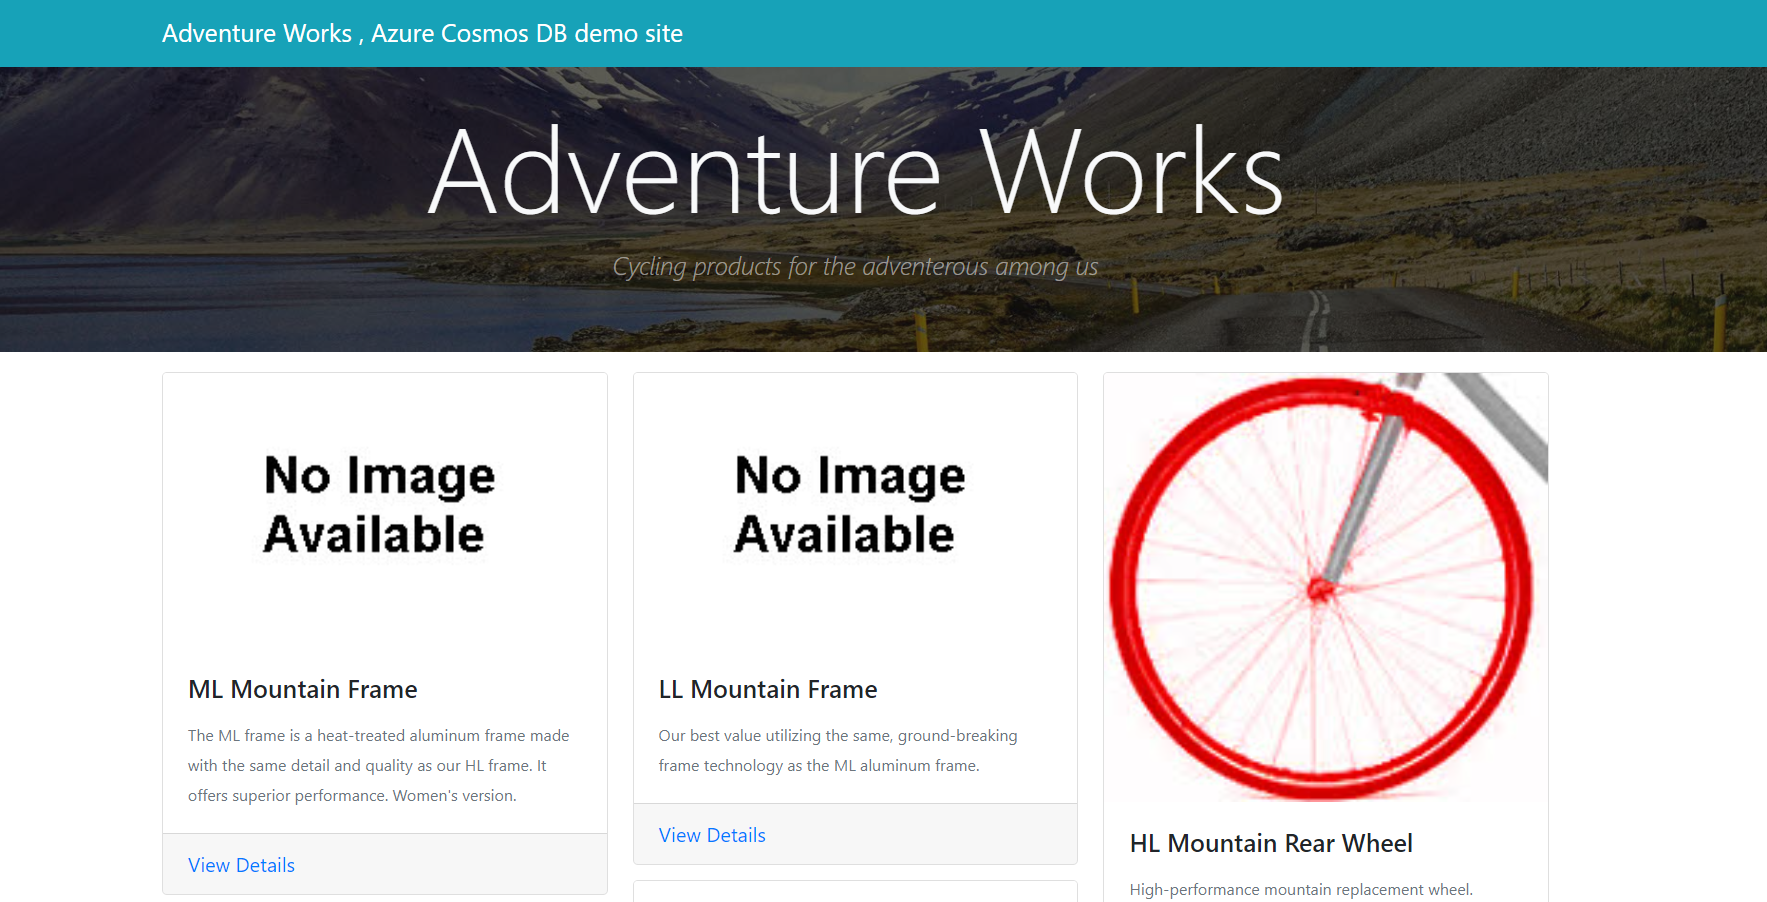 Adventure Works , Azure Cosmos DB demo site
Adventure Works
Cycling products for the adventerous among us
No Image
Available
ML Mountain Frame
The ML frame is a heat-treated aluminum frame made
with the same detail and quality as our HL frame. It
offers superior performance. Women's version.
View Details
No Image
Available
LL Mountain Frame
Our best value utilizing the same, ground-breaking
frame technology as the ML aluminum frame.
View Details
HL Mountain Rear Wheel
High-performance mountain replacement wheel.